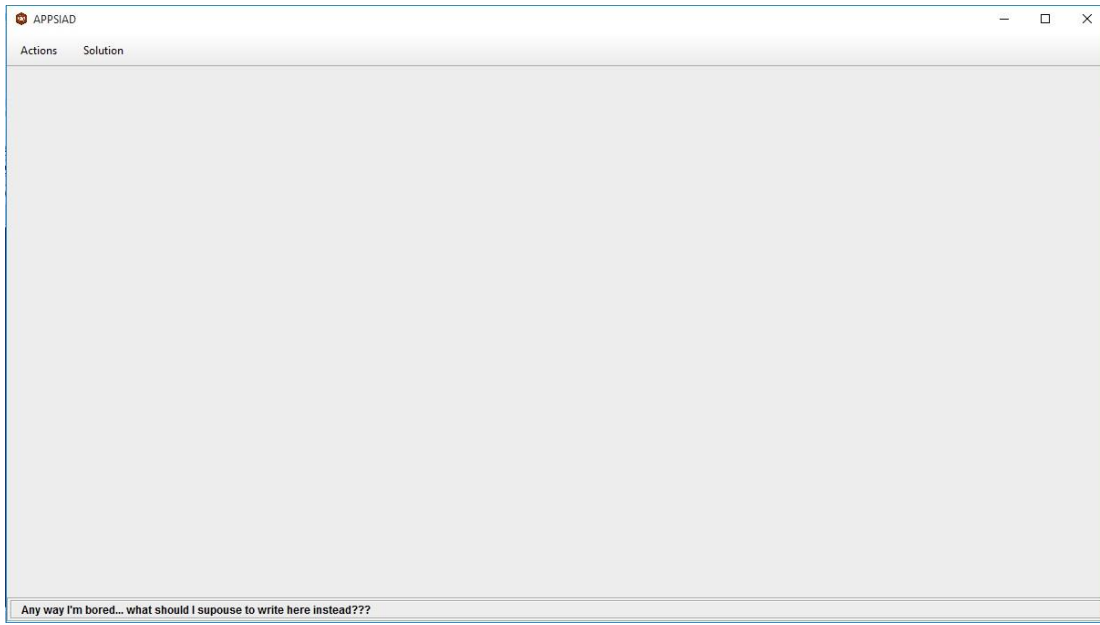 APPSIAD
Actions Solution
Any way I'm bored... what should I supouse to write here instead???